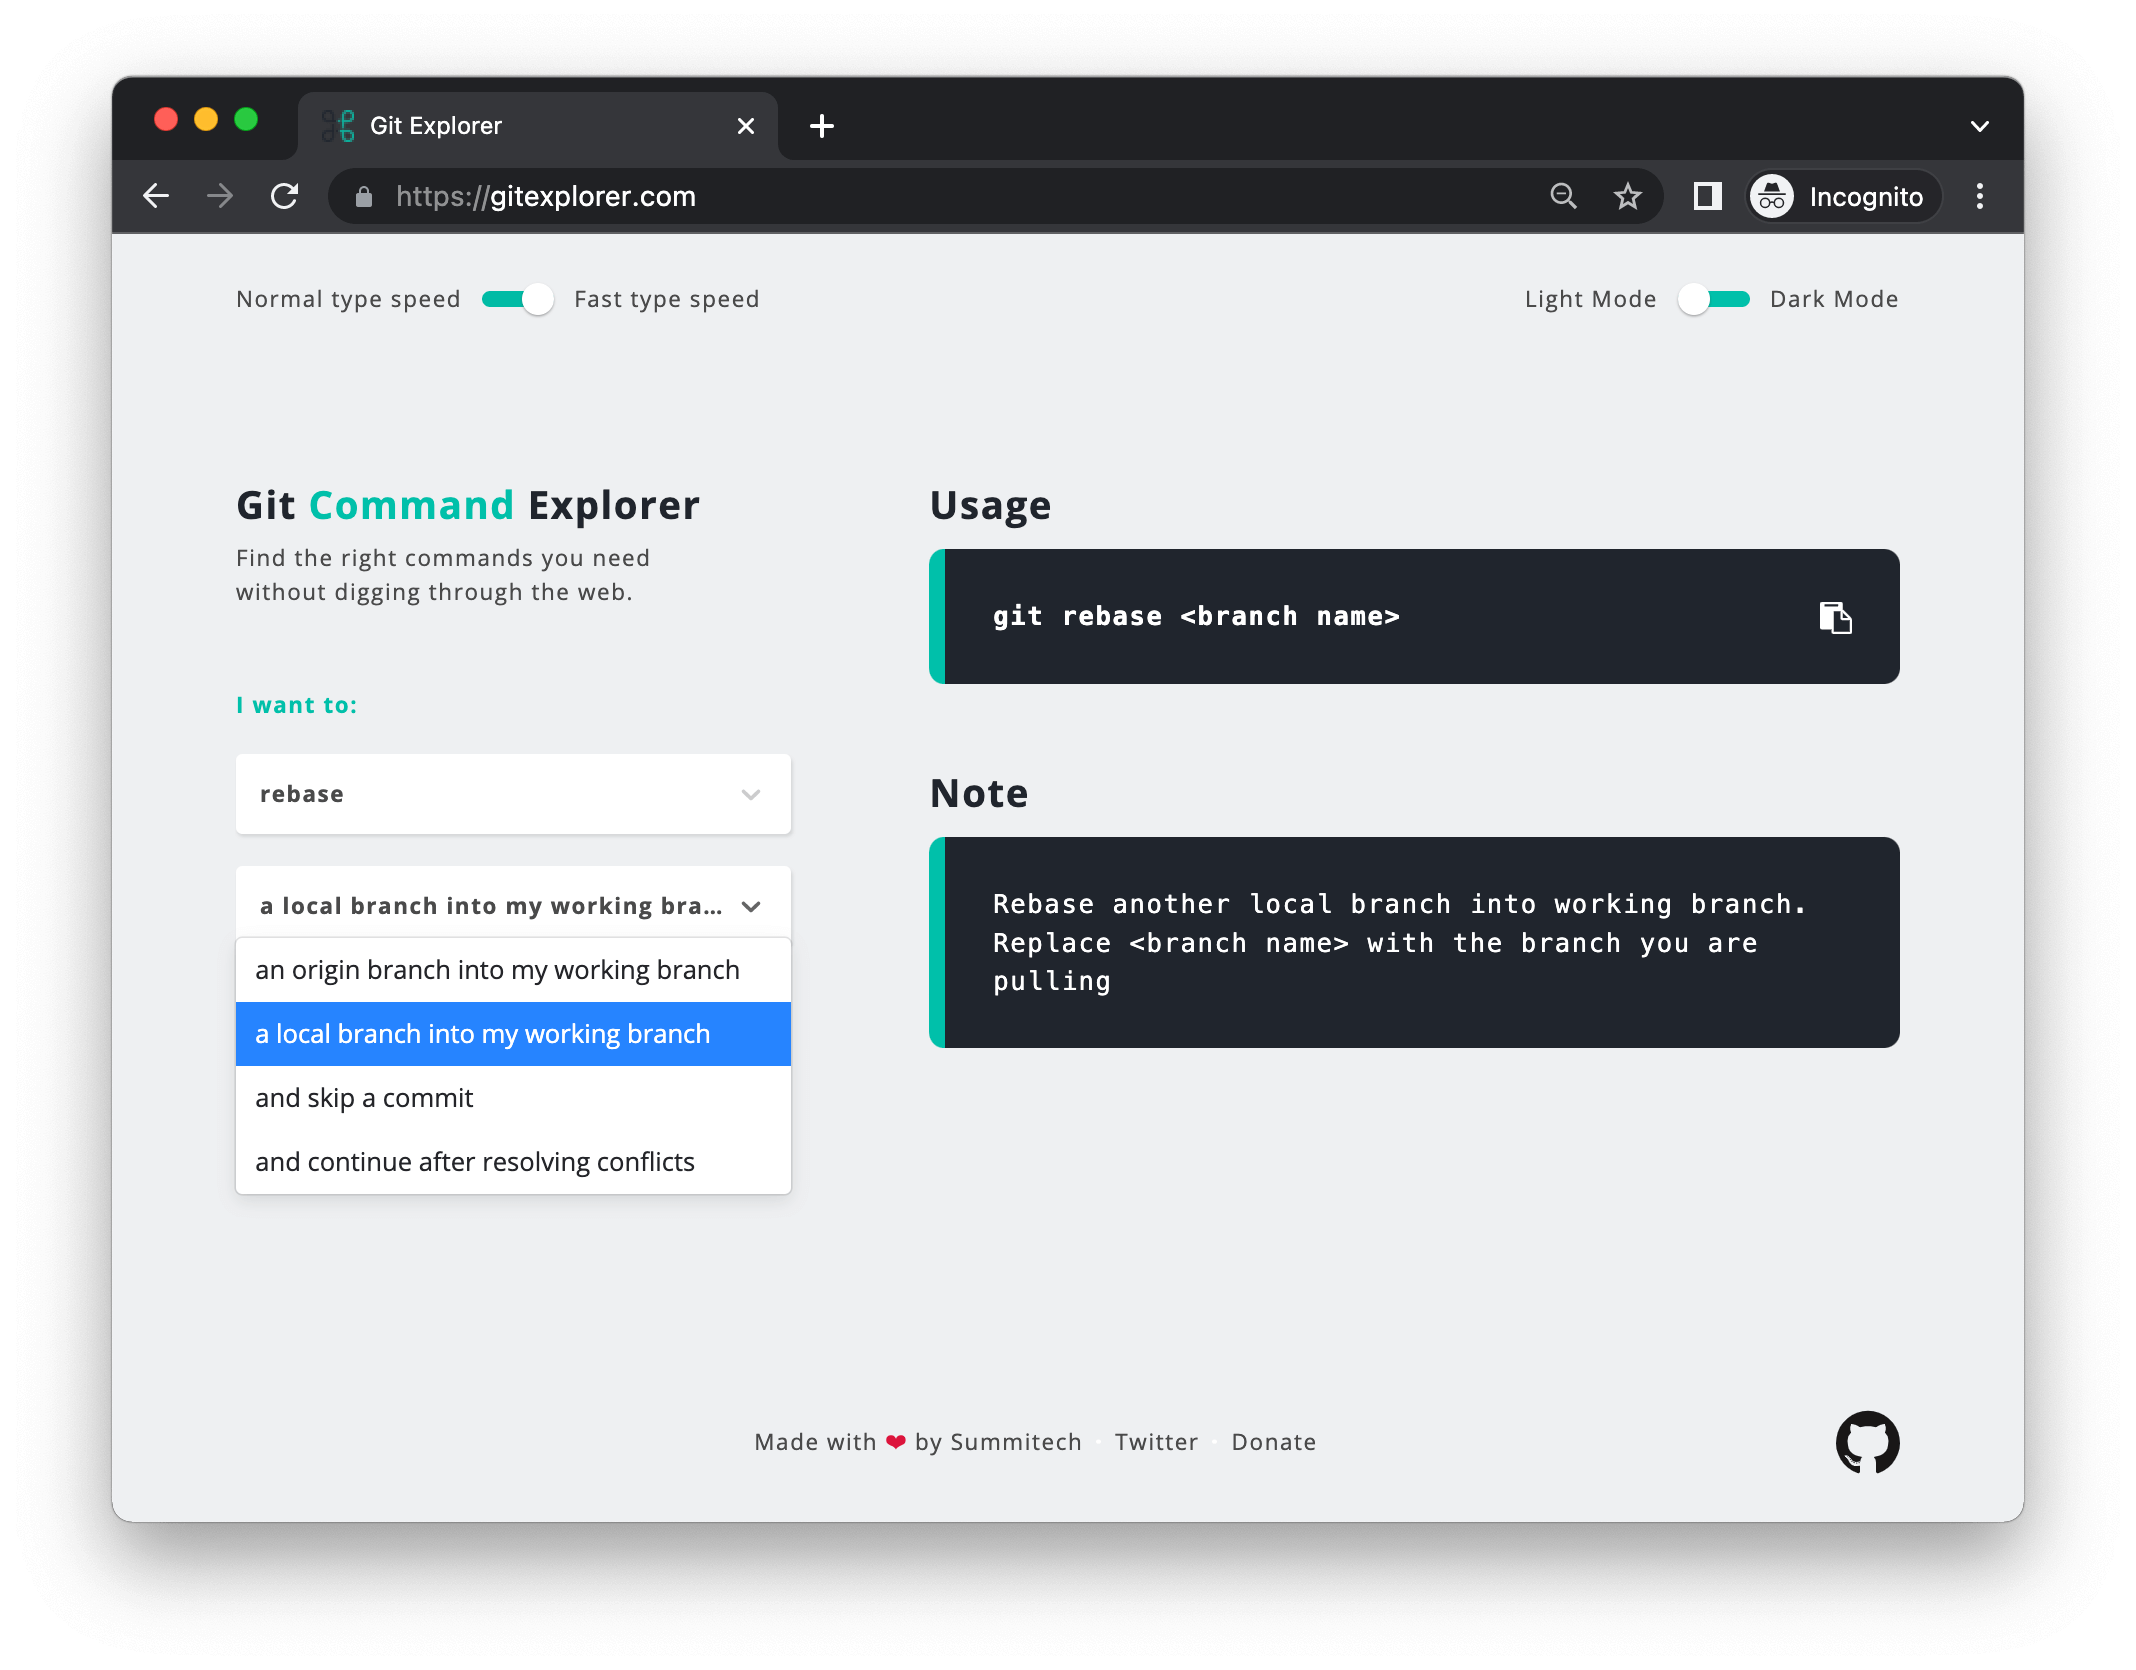 Git Explorer
https://gitexplorer.com
Incognito
Normal type speed
Fast type speed
Light Mode
Dark Mode
Git Command Explorer
Find the right commands you need
without digging through the web.
I want to:
rebase
a local branch into my working bra...
an origin branch into my working branch
a local branch into my working branch
and skip a commit
and continue after resolving conflicts
Usage
git rebase <branch name>
Note
Rebase another local branch into working branch.
Replace <branch name> with the branch you are
pulling
Made with ❤ by Summitech · Twitter · Donate